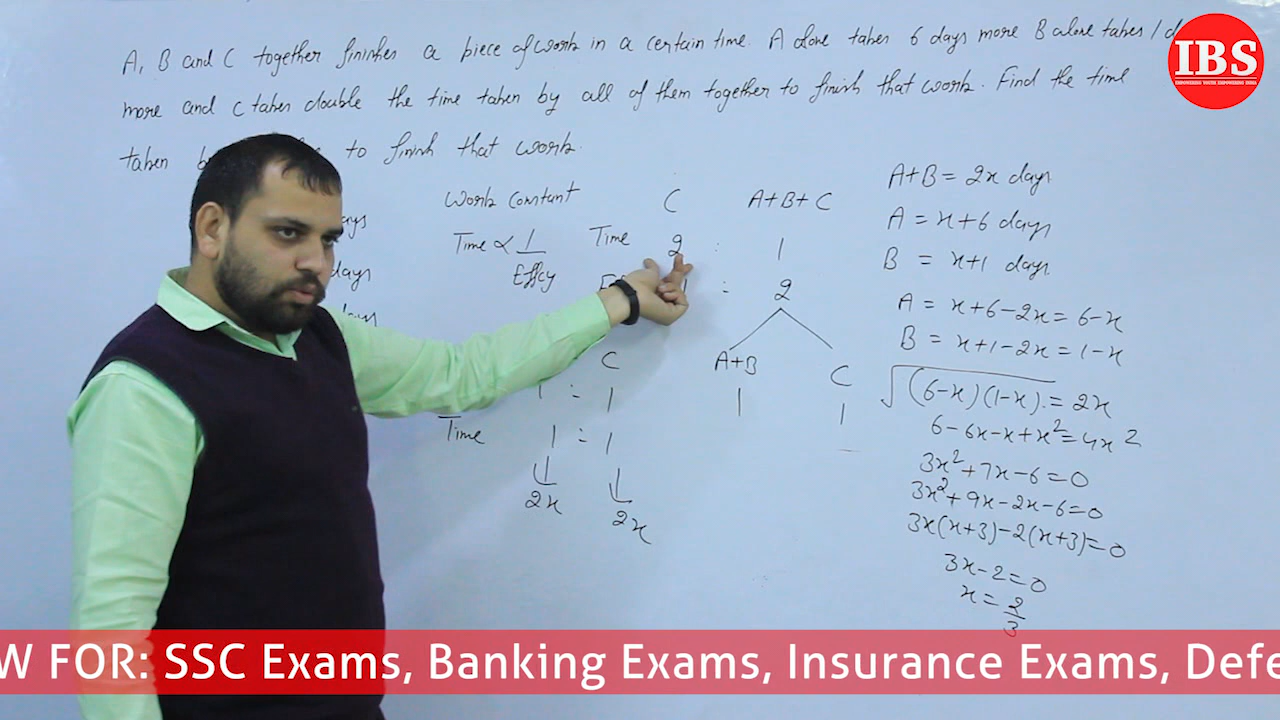 A, B and C together finishes a piece of work in a certain time. A alone takes 6 days more B alone takes 1 d
more and C takes double the time taken by all of them together to finish that work. Find the time
taken to finish that work.
IBS
Work Constant
Time ∝ 1/Efficy
C A+B+C
Time 2 : 1
1 : 2
A+B C
1 1
days
days
C
1 : 1
Time 1 : 1
2x 2x
A+B = 2x days
A = x+6 days
B = x+1 days
A = x+6-2x = 6-x
B = x+1-2x = 1-x
√(6-x)(1-x) = 2x
6-6x-x+x² = 4x²
3x²+7x-6=0
3x²+9x-2x-6=0
3x(x+3)-2(x+3)=0
3x-2=0
x = 2/3
W FOR: SSC Exams, Banking Exams, Insurance Exams, Defe